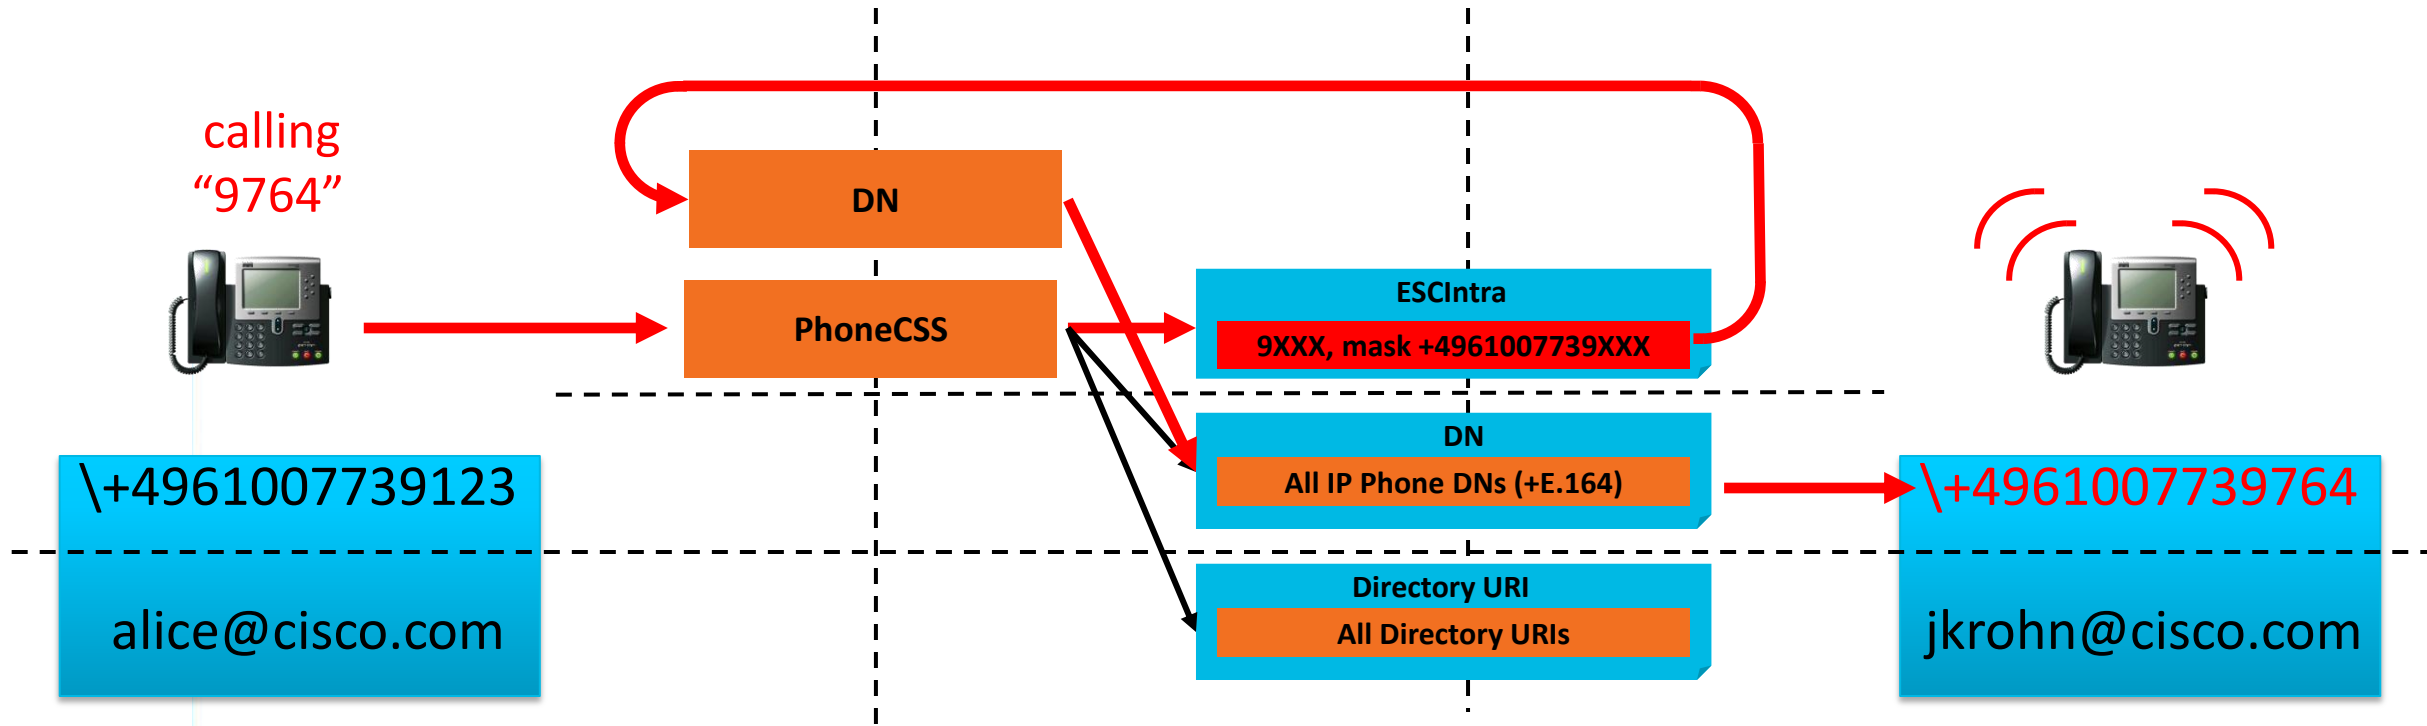 calling
“9764”
DN
PhoneCSS
ESCIntra
9XXX, mask +4961007739XXX
DN
All IP Phone DNs (+E.164)
Directory URI
All Directory URIs
\+4961007739123
alice@cisco.com
\+4961007739764
jkrohn@cisco.com